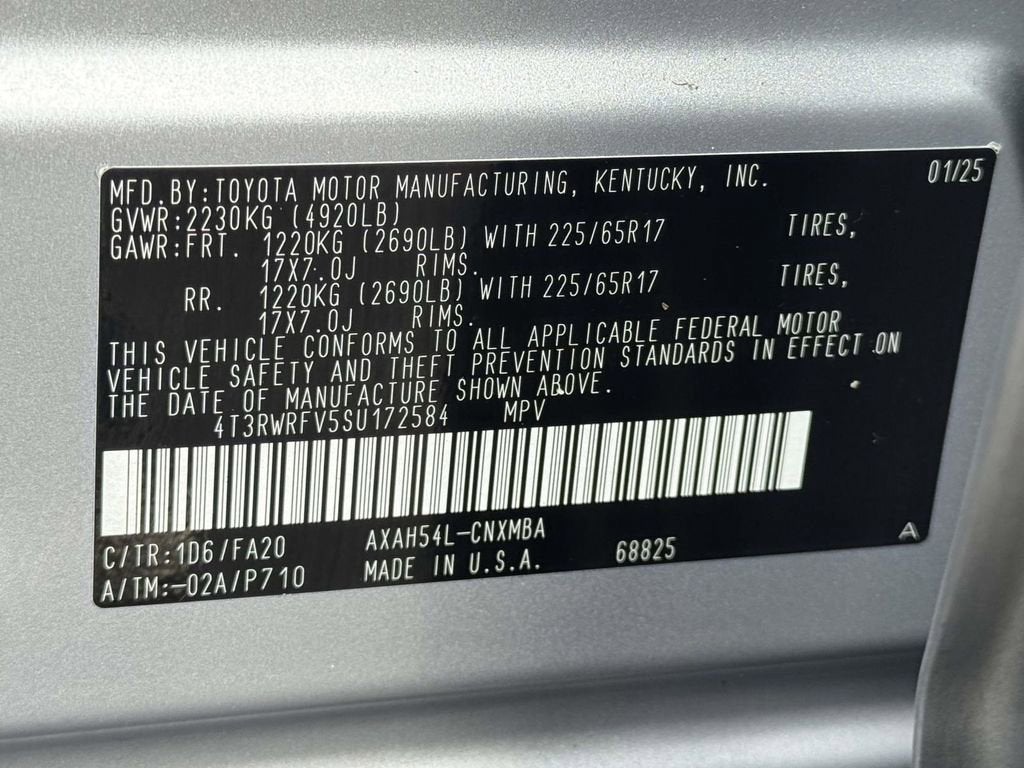 MFD.BY:TOYOTA MOTOR MANUFACTURING, KENTUCKY, INC. 01/25
GVWR:2230KG (4920LB)
GAWR:FRT. 1220KG (2690LB) WITH 225/65R17 TIRES,
17X7.0J RIMS.
RR. 1220KG (2690LB) WITH 225/65R17 TIRES,
17X7.0J RIMS.
THIS VEHICLE CONFORMS TO ALL APPLICABLE FEDERAL MOTOR
VEHICLE SAFETY AND THEFT PREVENTION STANDARDS IN EFFECT ON
THE DATE OF MANUFACTURE SHOWN ABOVE.
4T3RWRFV5SU172584 MPV
C/TR:1D6/FA20 AXAH54L-CNXMBA 68825 A
A/TM:-02A/P710 MADE IN U.S.A.